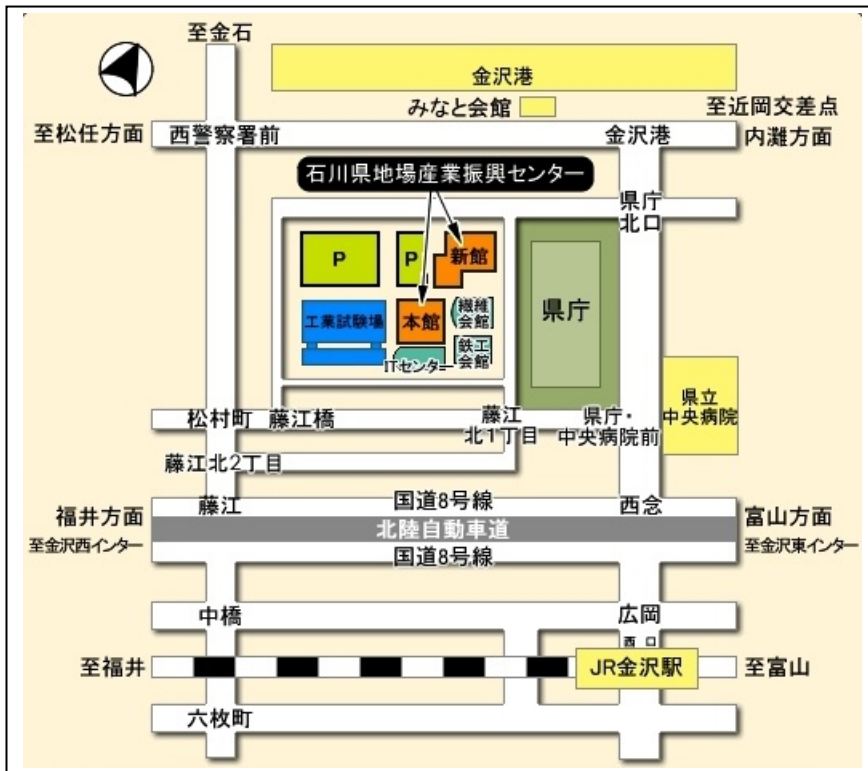 至金石
金沢港
みなと会館
至近岡交差点
至松任方面
西警察署前
金沢港
内灘方面
石川県地場産業振興センター
県庁
北口
P
P
新館
工業試験場
本館
繊維
会館
県庁
ITセンター
鉄工
会館
県立
中央病院
松村町
藤江橋
藤江
北1丁目
県庁・
中央病院前
藤江北2丁目
福井方面
至金沢西インター
藤江
国道8号線
西念
北陸自動車道
国道8号線
富山方面
至金沢東インター
中橋
広岡
西口
至福井
JR金沢駅
至富山
六枚町